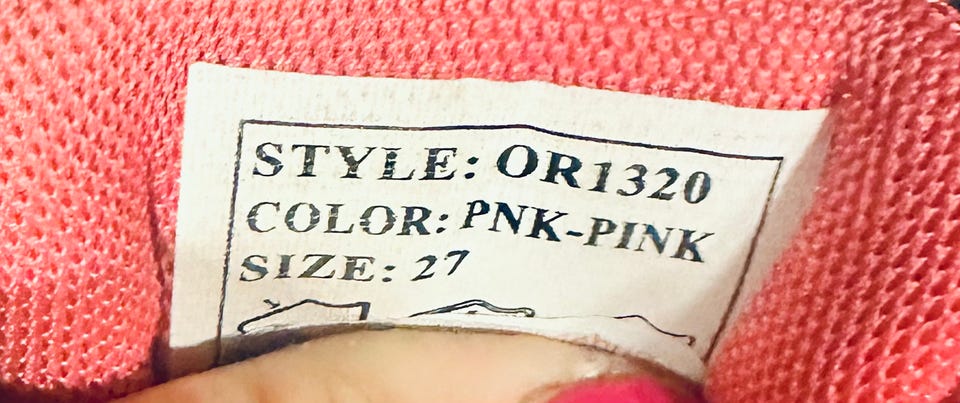 STYLE: OR1320
COLOR: PNK-PINK
SIZE: 27